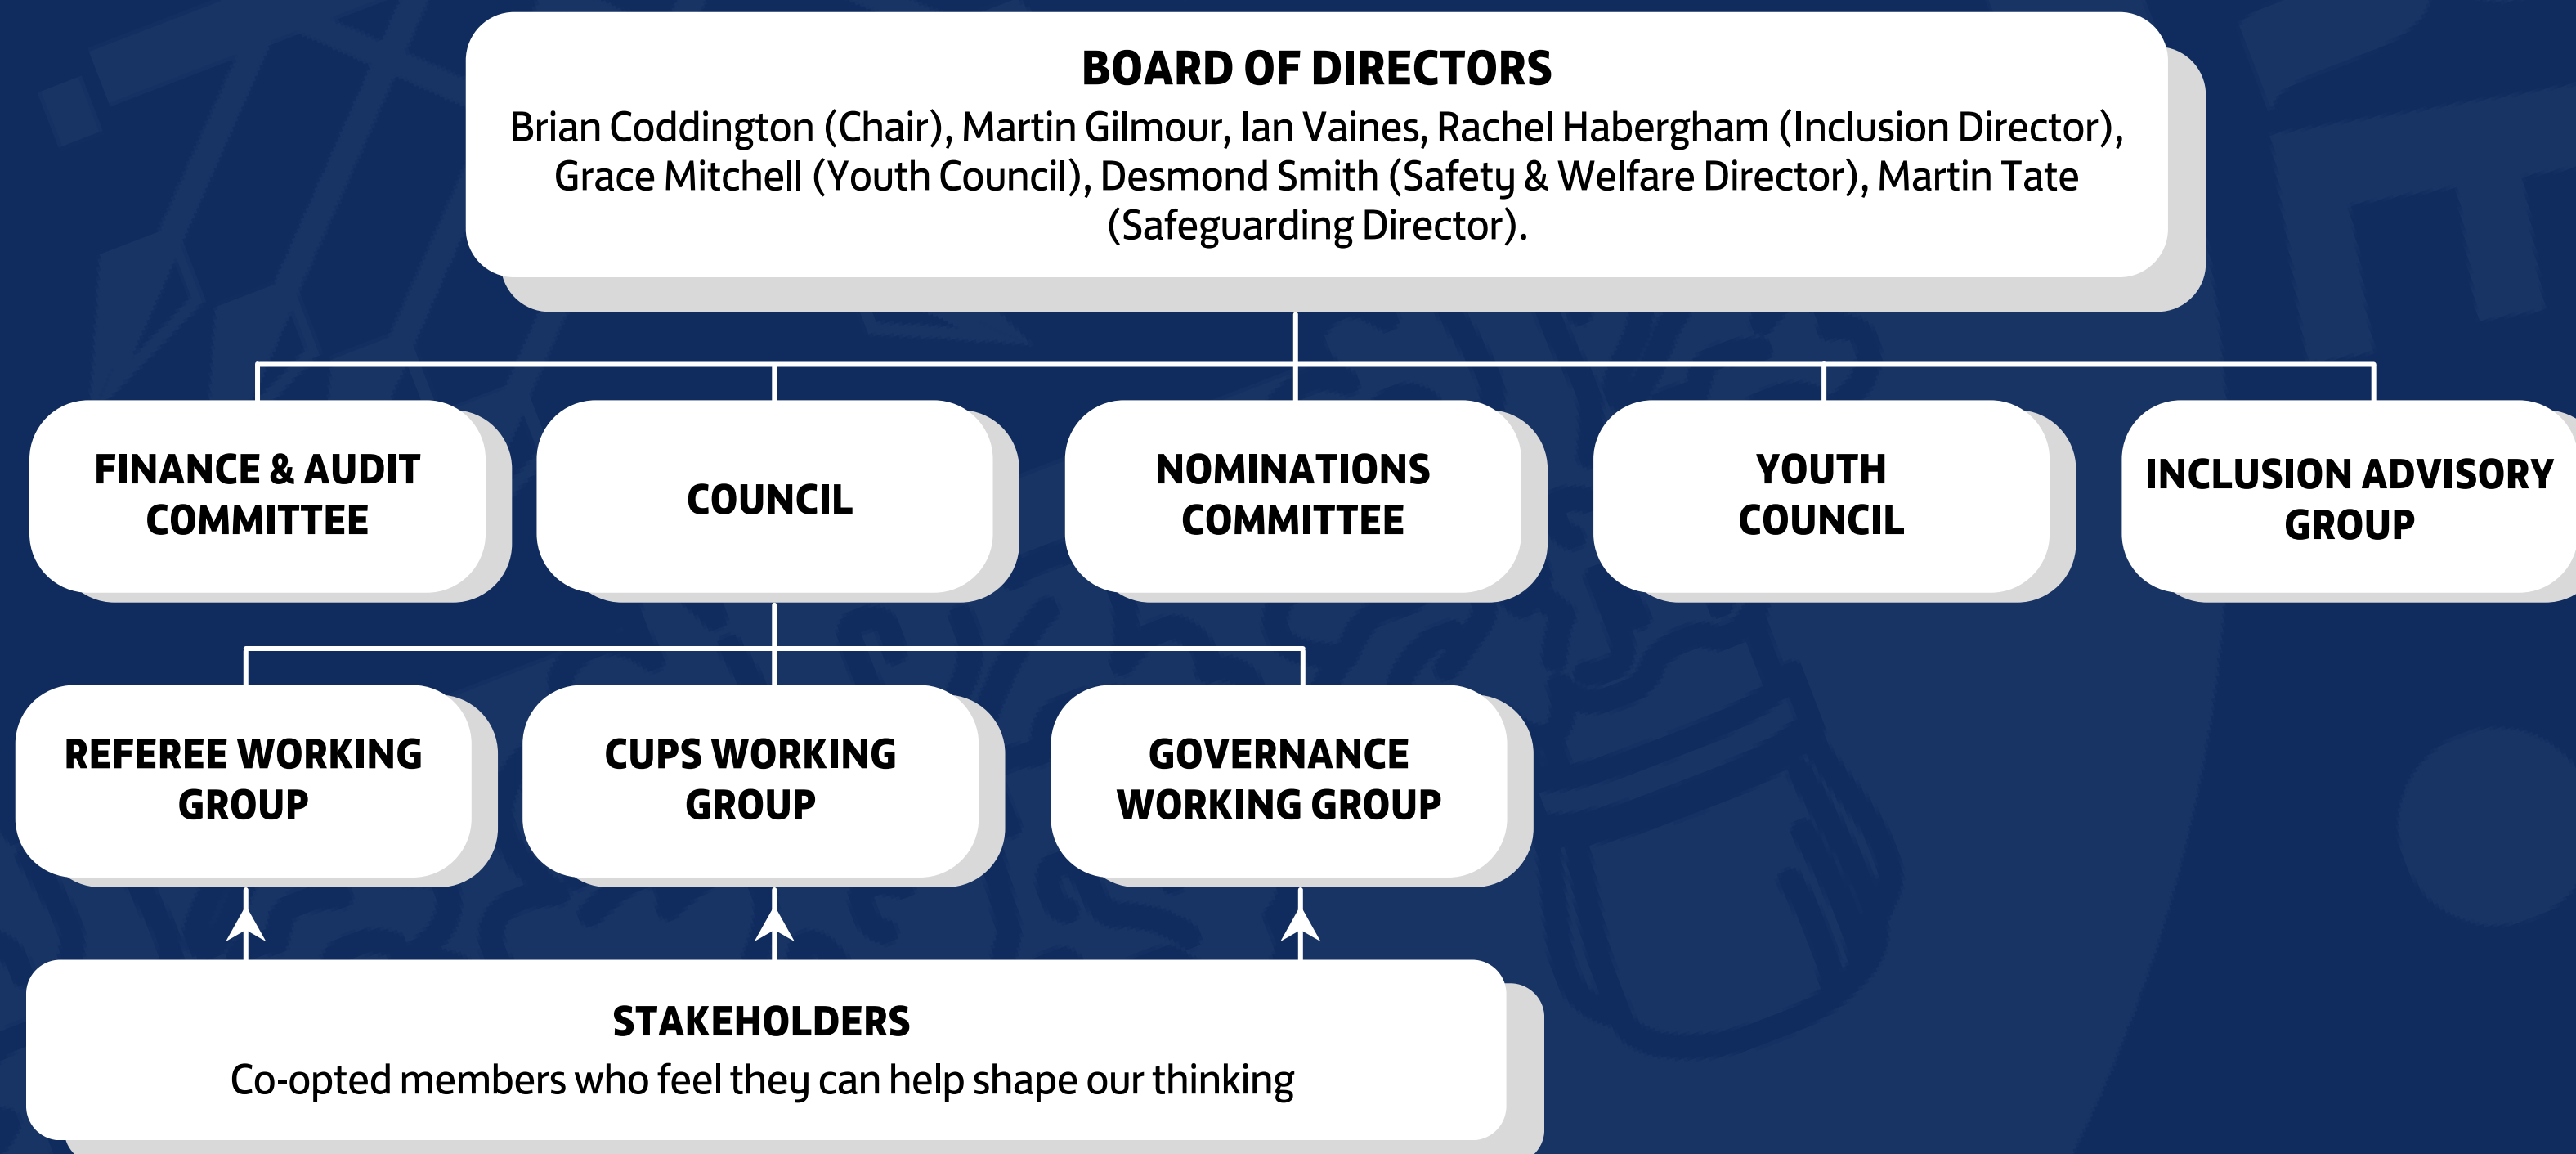 BOARD OF DIRECTORS
Brian Coddington (Chair), Martin Gilmour, Ian Vaines, Rachel Habergham (Inclusion Director),
Grace Mitchell (Youth Council), Desmond Smith (Safety & Welfare Director), Martin Tate
(Safeguarding Director).
FINANCE & AUDIT
COMMITTEE
COUNCIL
NOMINATIONS
COMMITTEE
YOUTH
COUNCIL
INCLUSION ADVISORY
GROUP
REFEREE WORKING
GROUP
CUPS WORKING
GROUP
GOVERNANCE
WORKING GROUP
STAKEHOLDERS
Co-opted members who feel they can help shape our thinking